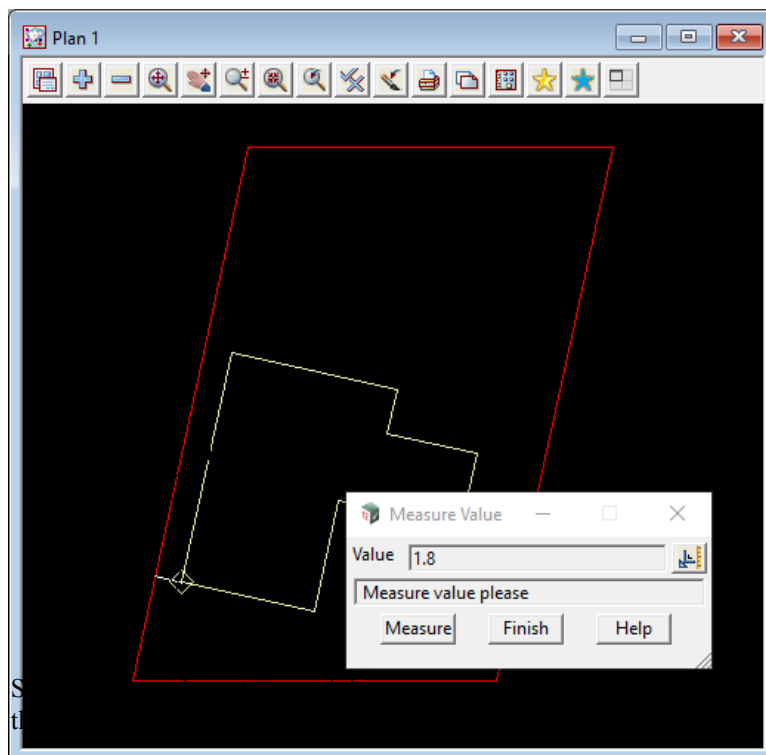 Plan 1
Measure Value
Value 1.8
Measure value please
Measure Finish Help